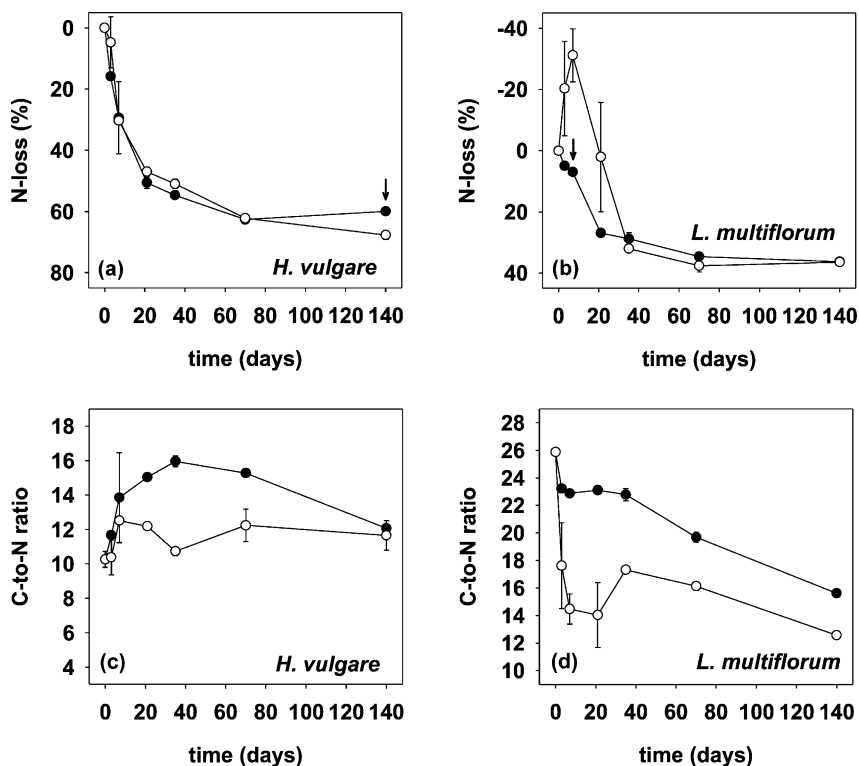 0
20
40
60
80
N-loss (%)
(a)
H. vulgare
0 20 40 60 80 100 120 140
time (days)
-40
-20
0
20
40
N-loss (%)
(b)
L. multiflorum
0 20 40 60 80 100 120 140
time (days)
18
16
14
12
10
8
6
4
C-to-N ratio
(c)
H. vulgare
0 20 40 60 80 100 120 140
time (days)
28
26
24
22
20
18
16
14
12
10
C-to-N ratio
(d)
L. multiflorum
0 20 40 60 80 100 120 140
time (days)